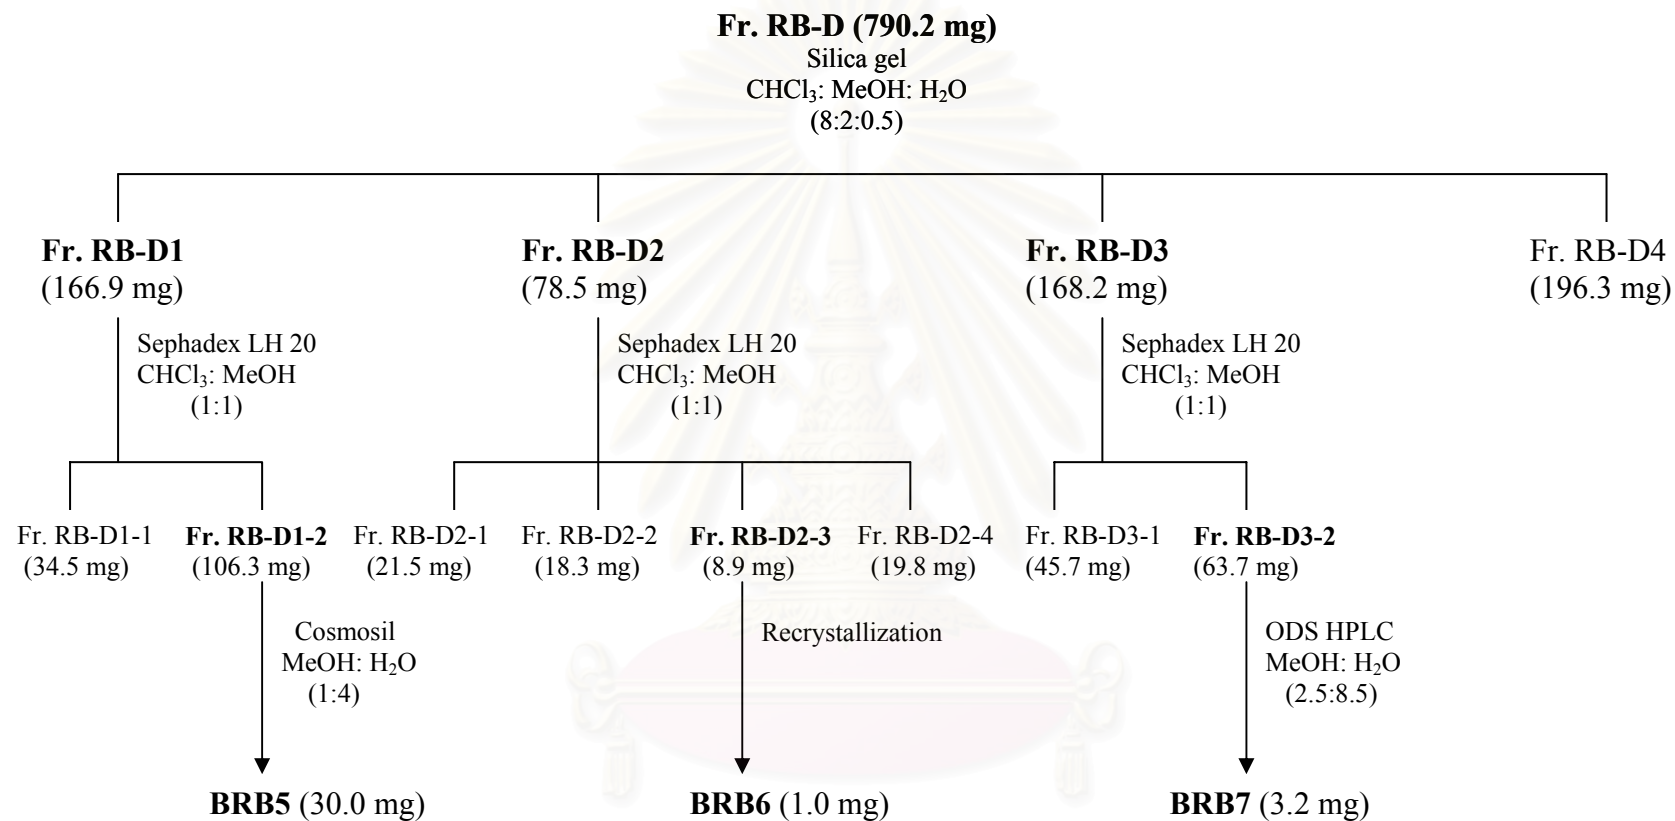 Fr. RB-D (790.2 mg)
Silica gel
CHCl₃: MeOH: H₂O
(8:2:0.5)
Fr. RB-D1
(166.9 mg)
Fr. RB-D2
(78.5 mg)
Fr. RB-D3
(168.2 mg)
Fr. RB-D4
(196.3 mg)
Sephadex LH 20
CHCl₃: MeOH
(1:1)
Sephadex LH 20
CHCl₃: MeOH
(1:1)
Sephadex LH 20
CHCl₃: MeOH
(1:1)
Fr. RB-D1-1
(34.5 mg)
Fr. RB-D1-2
(106.3 mg)
Fr. RB-D2-1
(21.5 mg)
Fr. RB-D2-2
(18.3 mg)
Fr. RB-D2-3
(8.9 mg)
Fr. RB-D2-4
(19.8 mg)
Fr. RB-D3-1
(45.7 mg)
Fr. RB-D3-2
(63.7 mg)
Cosmosil
MeOH: H₂O
(1:4)
Recrystallization
ODS HPLC
MeOH: H₂O
(2.5:8.5)
BRB5 (30.0 mg)
BRB6 (1.0 mg)
BRB7 (3.2 mg)